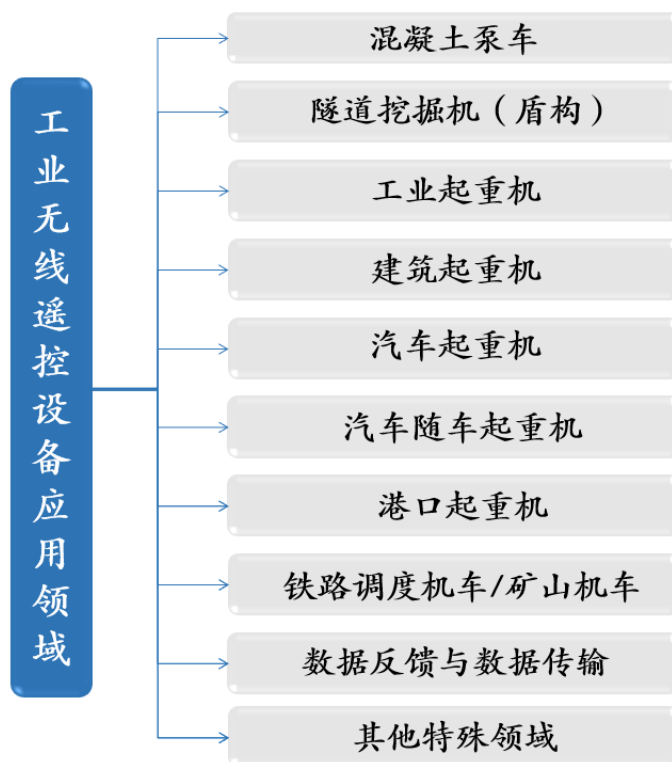 工业无线遥控设备应用领域
混凝土泵车
隧道挖掘机（盾构）
工业起重机
建筑起重机
汽车起重机
汽车随车起重机
港口起重机
铁路调度机车/矿山机车
数据反馈与数据传输
其他特殊领域